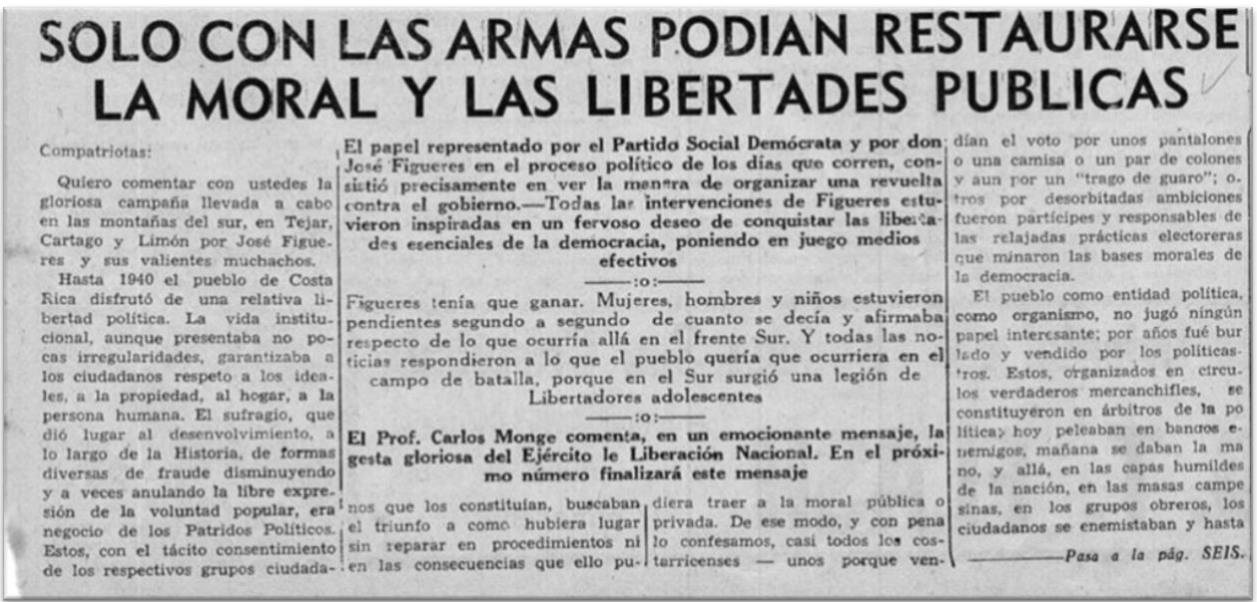 SOLO CON LAS ARMAS PODIAN RESTAURARSE
LA MORAL Y LAS LIBERTADES PUBLICAS
Compatriotas:
Quiero comentar con ustedes la
gloriosa campaña llevada a cabo
en las montañas del sur, en Tejar,
Cartago y Limón por José Figue-
res y sus valientes muchachos.
Hasta 1940 el pueblo de Costa
Rica disfrutó de una relativa li-
bertad política. La vida institu-
cional, aunque presentaba no po-
cas irregularidades, garantizaba a
los ciudadanos respeto a los idea-
les, a la propiedad, al hogar, a la
persona humana. El sufragio, que
dió lugar al desenvolvimiento, a
lo largo de la Historia, de formas
diversas de fraude disminuyendo
y a veces anulando la libre expre-
sión de la voluntad popular, era
negocio de los Patridos Políticos.
Estos, con el tácito consentimiento
de los respectivos grupos ciudada-
El papel representado por el Partido Social Demócrata y por don
José Figueres en el proceso político de los días que corren, con-
sistió precisamente en ver la manera de organizar una revuelta
contra el gobierno.—Todas las intervenciones de Figueres estu-
vieron inspiradas en un fervoso deseo de conquistar las liberta-
des esenciales de la democracia, poniendo en juego medios
efectivos
—:o:—
Figueres tenía que ganar. Mujeres, hombres y niños estuvieron
pendientes segundo a segundo de cuanto se decía y afirmaba
respecto de lo que ocurría allá en el frente Sur. Y todas las no-
ticias respondieron a lo que el pueblo quería que ocurriera en el
campo de batalla, porque en el Sur surgió una legión de
Libertadores adolescentes
—:o:—
El Prof. Carlos Monge comenta, en un emocionante mensaje, la
gesta gloriosa del Ejército le Liberación Nacional. En el próxi-
mo número finalizará este mensaje
nos que los constituían, buscaban
el triunfo a como hubiera lugar
sin reparar en procedimientos ni
en las consecuencias que ello pu-
diera traer a la moral pública o
privada. De ese modo, y con pena
lo confesamos, casi todos los cos-
tarricenses — unos porque ven-
dían el voto por unos pantalones
o una camisa o un par de colones
y aun por un "trago de guaro"; o.
tros por desorbitadas ambiciones
fueron partícipes y responsables de
las relajadas prácticas electoreras
que minaron las bases morales de
la democracia.
El pueblo como entidad política,
como organismo, no jugó ningún
papel interesante; por años fué bur
lado y vendido por los políticas-
tros. Estos, organizados en círcu-
los verdaderos mercanchifles, se
constituyeron en árbitros de la po
lítica; hoy peleaban en bandos e-
nemigos, mañana se daban la ma
no, y allá, en las capas humildes
de la nación, en las masas campe
sinas, en los grupos obreros, los
ciudadanos se enemistaban y hasta
—Pasa a la pág. SEIS.